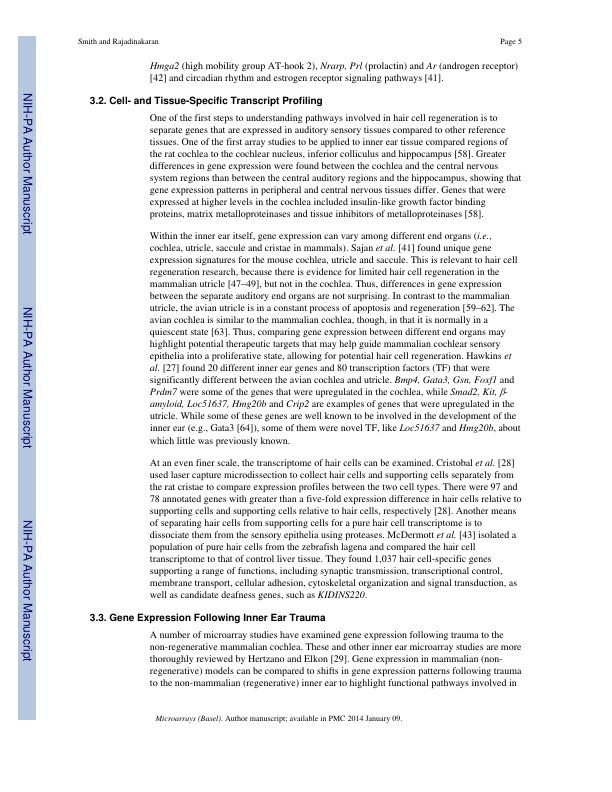 Smith and Rajadinakaran Page 5
Hmga2 (high mobility group AT-hook 2), Nrarp, Prl (prolactin) and Ar (androgen receptor)
[42] and circadian rhythm and estrogen receptor signaling pathways [41].
3.2. Cell- and Tissue-Specific Transcript Profiling
One of the first steps to understanding pathways involved in hair cell regeneration is to
separate genes that are expressed in auditory sensory tissues compared to other reference
tissues. One of the first array studies to be applied to inner ear tissue compared regions of
the rat cochlea to the cochlear nucleus, inferior colliculus and hippocampus [58]. Greater
differences in gene expression were found between the cochlea and the central nervous
system regions than between the central auditory regions and the hippocampus, showing that
gene expression patterns in peripheral and central nervous tissues differ. Genes that were
expressed at higher levels in the cochlea included insulin-like growth factor binding
proteins, matrix metalloproteinases and tissue inhibitors of metalloproteinases [58].
Within the inner ear itself, gene expression can vary among different end organs (i.e.,
cochlea, utricle, saccule and cristae in mammals). Sajan et al. [41] found unique gene
expression signatures for the mouse cochlea, utricle and saccule. This is relevant to hair cell
regeneration research, because there is evidence for limited hair cell regeneration in the
mammalian utricle [47–49], but not in the cochlea. Thus, differences in gene expression
between the separate auditory end organs are not surprising. In contrast to the mammalian
utricle, the avian utricle is in a constant process of apoptosis and regeneration [59–62]. The
avian cochlea is similar to the mammalian cochlea, though, in that it is normally in a
quiescent state [63]. Thus, comparing gene expression between different end organs may
highlight potential therapeutic targets that may help guide mammalian cochlear sensory
epithelia into a proliferative state, allowing for potential hair cell regeneration. Hawkins et
al. [27] found 20 different inner ear genes and 80 transcription factors (TF) that were
significantly different between the avian cochlea and utricle. Bmp4, Gata3, Gsn, Foxf1 and
Prdm7 were some of the genes that were upregulated in the cochlea, while Smad2, Kit, β-
amyloid, Loc51637, Hmg20b and Crip2 are examples of genes that were upregulated in the
utricle. While some of these genes are well known to be involved in the development of the
inner ear (e.g., Gata3 [64]), some of them were novel TF, like Loc51637 and Hmg20b, about
which little was previously known.
At an even finer scale, the transcriptome of hair cells can be examined. Cristobal et al. [28]
used laser capture microdissection to collect hair cells and supporting cells separately from
the rat cristae to compare expression profiles between the two cell types. There were 97 and
78 annotated genes with greater than a five-fold expression difference in hair cells relative to
supporting cells and supporting cells relative to hair cells, respectively [28]. Another means
of separating hair cells from supporting cells for a pure hair cell transcriptome is to
dissociate them from the sensory epithelia using proteases. McDermott et al. [43] isolated a
population of pure hair cells from the zebrafish lagena and compared the hair cell
transcriptome to that of control liver tissue. They found 1,037 hair cell-specific genes
supporting a range of functions, including synaptic transmission, transcriptional control,
membrane transport, cellular adhesion, cytoskeletal organization and signal transduction, as
well as candidate deafness genes, such as KIDINS220.
3.3. Gene Expression Following Inner Ear Trauma
A number of microarray studies have examined gene expression following trauma to the
non-regenerative mammalian cochlea. These and other inner ear microarray studies are more
thoroughly reviewed by Hertzano and Elkon [29]. Gene expression in mammalian (non-
regenerative) models can be compared to shifts in gene expression patterns following trauma
to the non-mammalian (regenerative) inner ear to highlight functional pathways involved in
Microarrays (Basel). Author manuscript; available in PMC 2014 January 09.
NIH-PA Author Manuscript
NIH-PA Author Manuscript
NIH-PA Author Manuscript